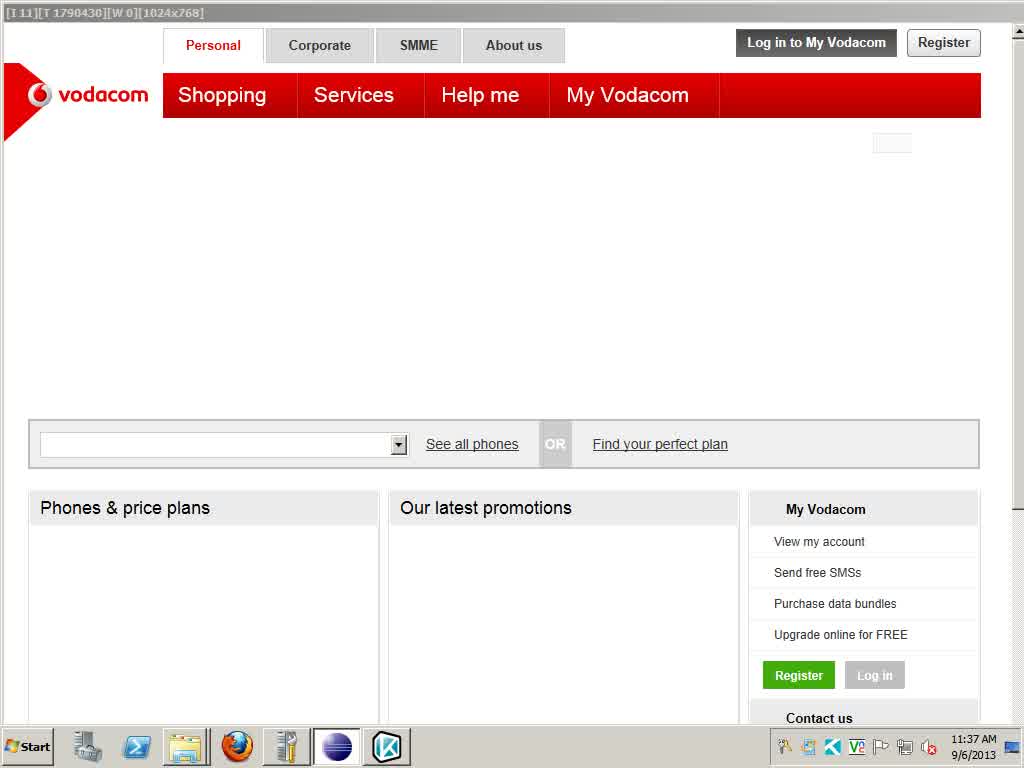 [I 11][T 1790430][W 0][1024x768]
Personal
Corporate
SMME
About us
Log in to My Vodacom
Register
vodacom
Shopping
Services
Help me
My Vodacom
See all phones
OR
Find your perfect plan
Phones & price plans
Our latest promotions
My Vodacom
View my account
Send free SMSs
Purchase data bundles
Upgrade online for FREE
Register
Log in
Contact us
Start
11:37 AM
9/6/2013